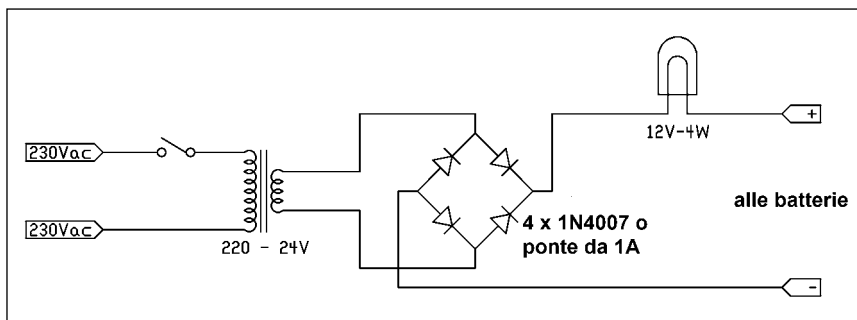 230Vac
12V-4W
+
alle batterie
230Vac
220 - 24V
4 x 1N4007 o
ponte da 1A
-